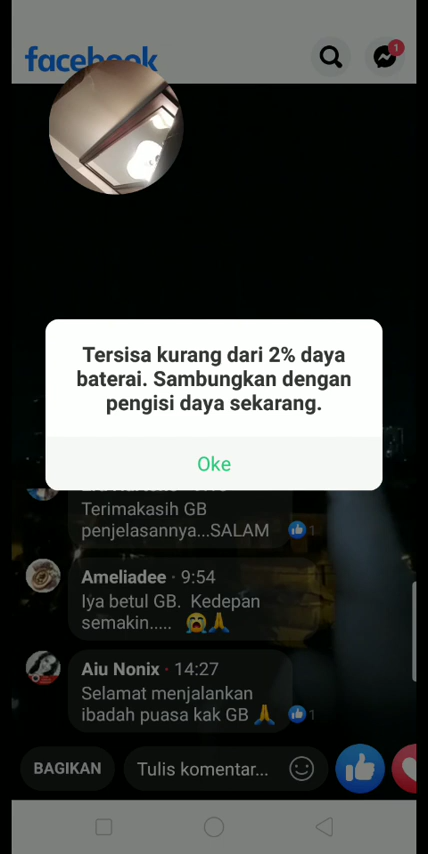 facebook
1
Tersisa kurang dari 2% daya
baterai. Sambungkan dengan
pengisi daya sekarang.
Oke
Terimakasih GB
penjelasannya...SALAM 1
Ameliadee · 9:54
Iya betul GB. Kedepan
semakin..... 😭🙏
Aiu Nonix · 14:27
Selamat menjalankan
ibadah puasa kak GB 🙏 1
BAGIKAN
Tulis komentar...